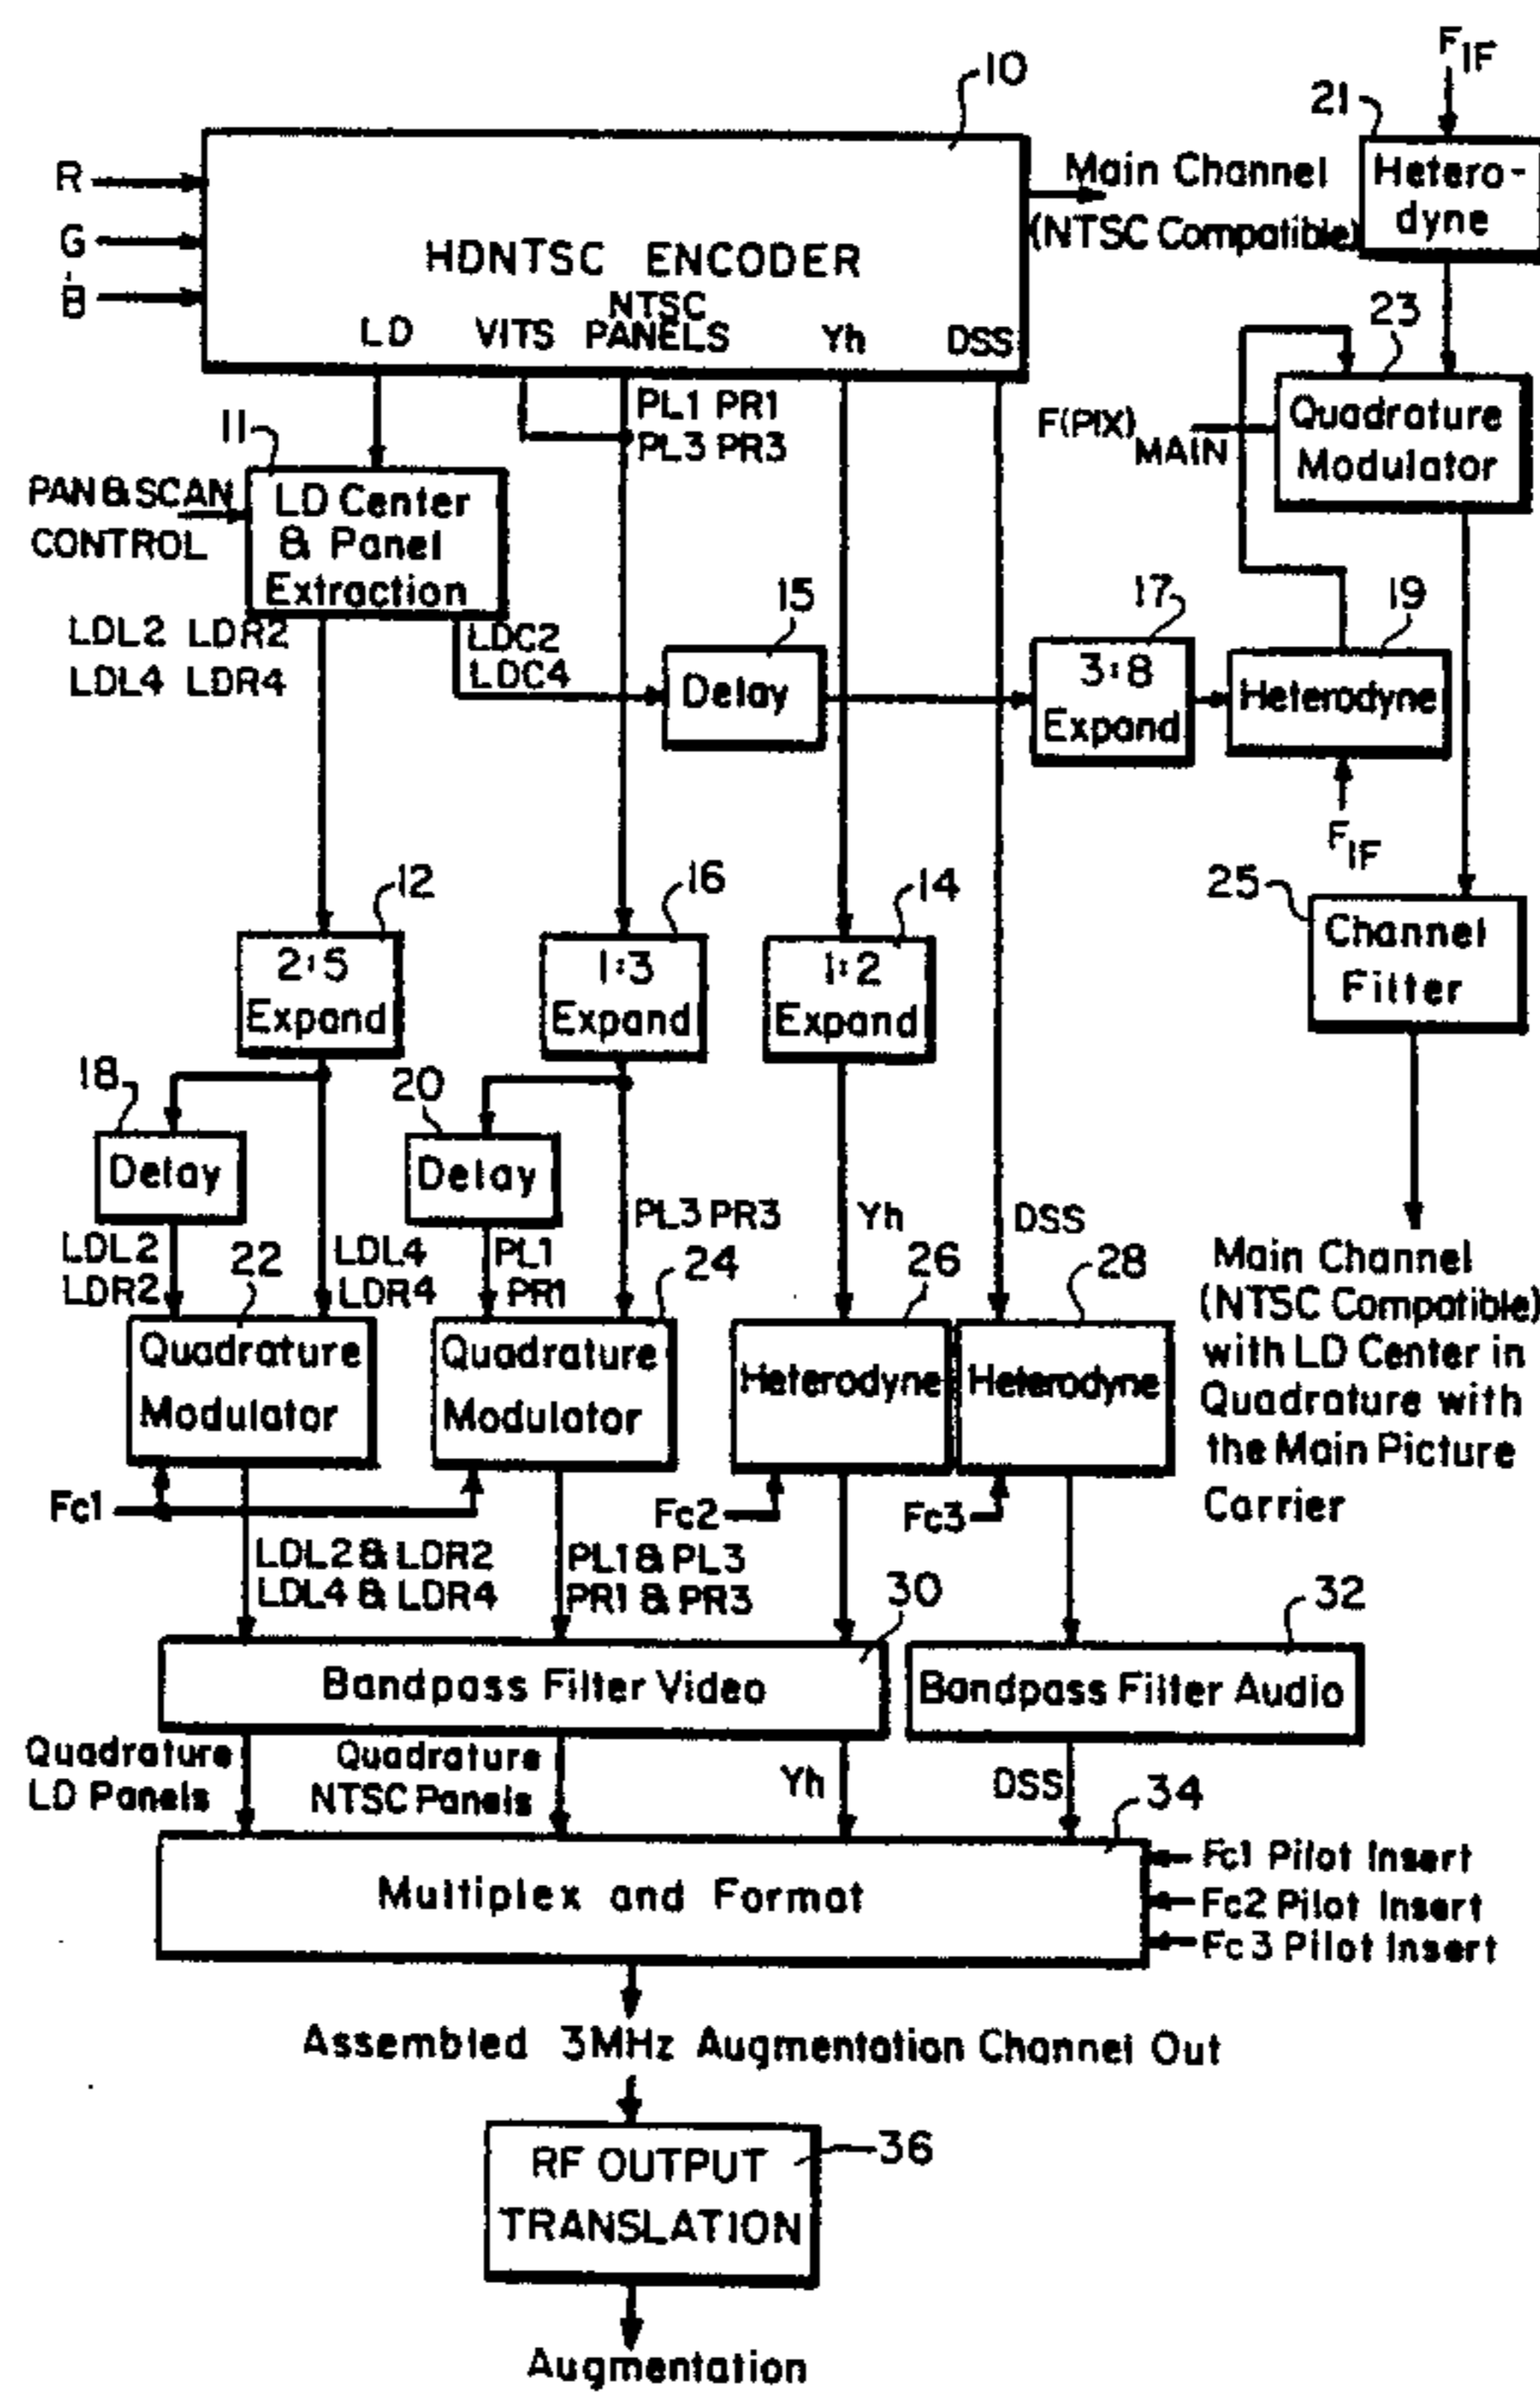 10
F IF
21
R
Main Channel
Hetero-
dyne
G
(NTSC Compatible)
HDNTSC ENCODER
B
NTSC
LD VITS PANELS Yh DSS
23
PL1 PR1
PL3 PR3
11
F(PIX) MAIN
Quadrature
Modulator
PAN & SCAN
CONTROL
LD Center
& Panel
Extraction
LDL2 LDR2
LDL4 LDR4
LDC2
LDC4
15
Delay
17
3:8
Expand
19
Heterodyne
F IF
12
2:5
Expand
16
1:3
Expand
14
1:2
Expand
25
Channel
Filter
18
Delay
20
Delay
PL3 PR3
Yh
DSS
LDL2
LDR2
22
LDL4
LDR4
PL1
PR1
24
26
28
Main Channel
(NTSC Compatible)
with LD Center in
Quadrature with
the Main Picture
Carrier
Quadrature
Modulator
Quadrature
Modulator
Heterodyne
Heterodyne
Fc1
Fc2
Fc3
LDL2 & LDR2
LDL4 & LDR4
PL1 & PL3
PR1 & PR3
30
32
Bandpass Filter Video
Bandpass Filter Audio
Quadrature
LD Panels
Quadrature
NTSC Panels
Yh
DSS
34
Multiplex and Format
Fc1 Pilot Insert
Fc2 Pilot Insert
Fc3 Pilot Insert
Assembled 3MHz Augmentation Channel Out
RF OUTPUT
TRANSLATION
36
Augmentation